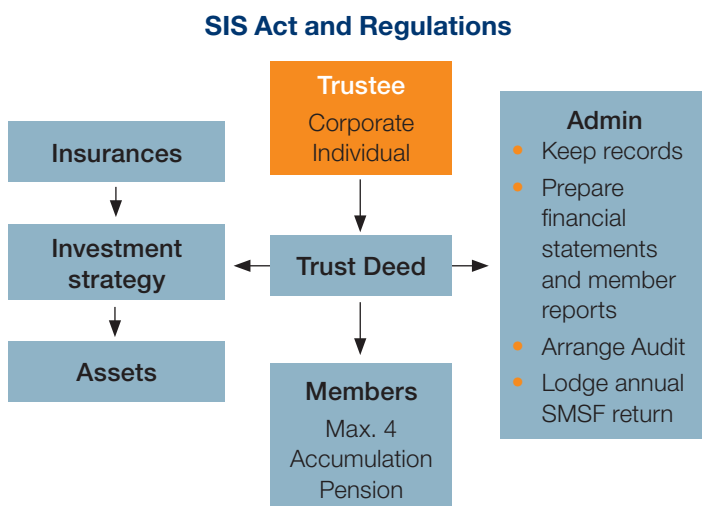 SIS Act and Regulations
Trustee
Corporate
Individual
Insurances
Investment
strategy
Assets
Trust Deed
Members
Max. 4
Accumulation
Pension
Admin
• Keep records
• Prepare
financial
statements
and member
reports
• Arrange Audit
• Lodge annual
SMSF return